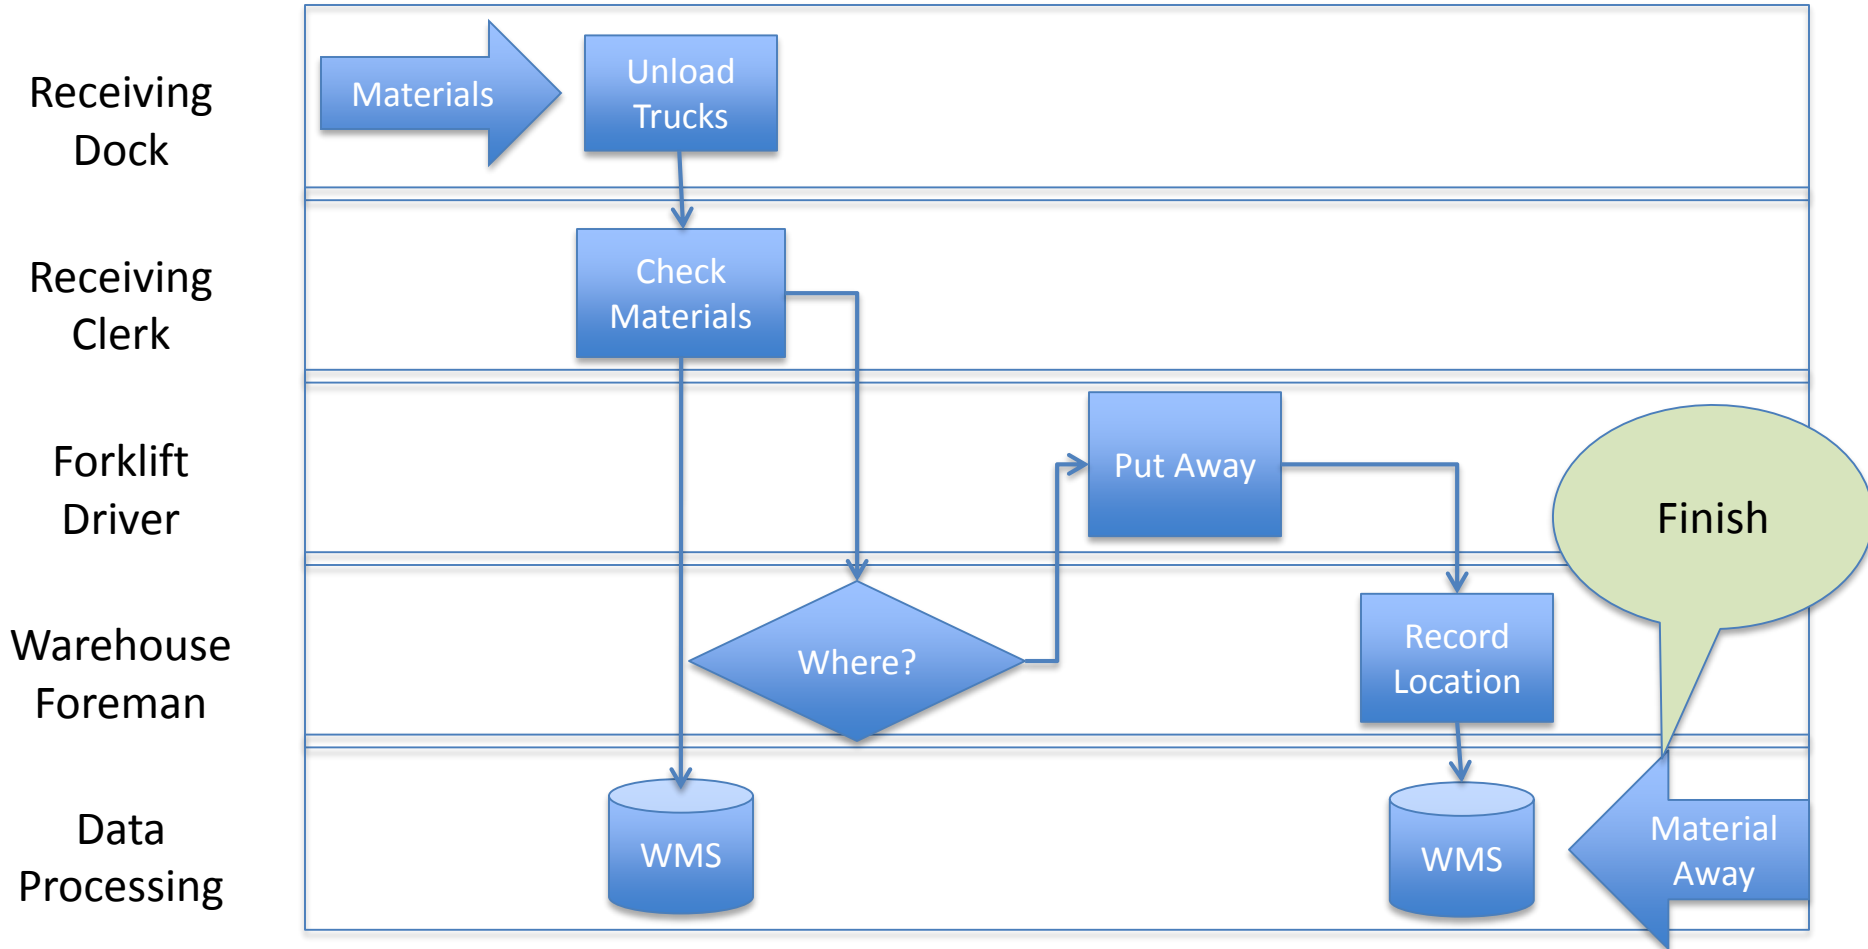 Receiving
Dock
Materials
Unload
Trucks
Receiving
Clerk
Check
Materials
Forklift
Driver
Put Away
Finish
Warehouse
Foreman
Where?
Record
Location
Data
Processing
WMS
WMS
Material
Away